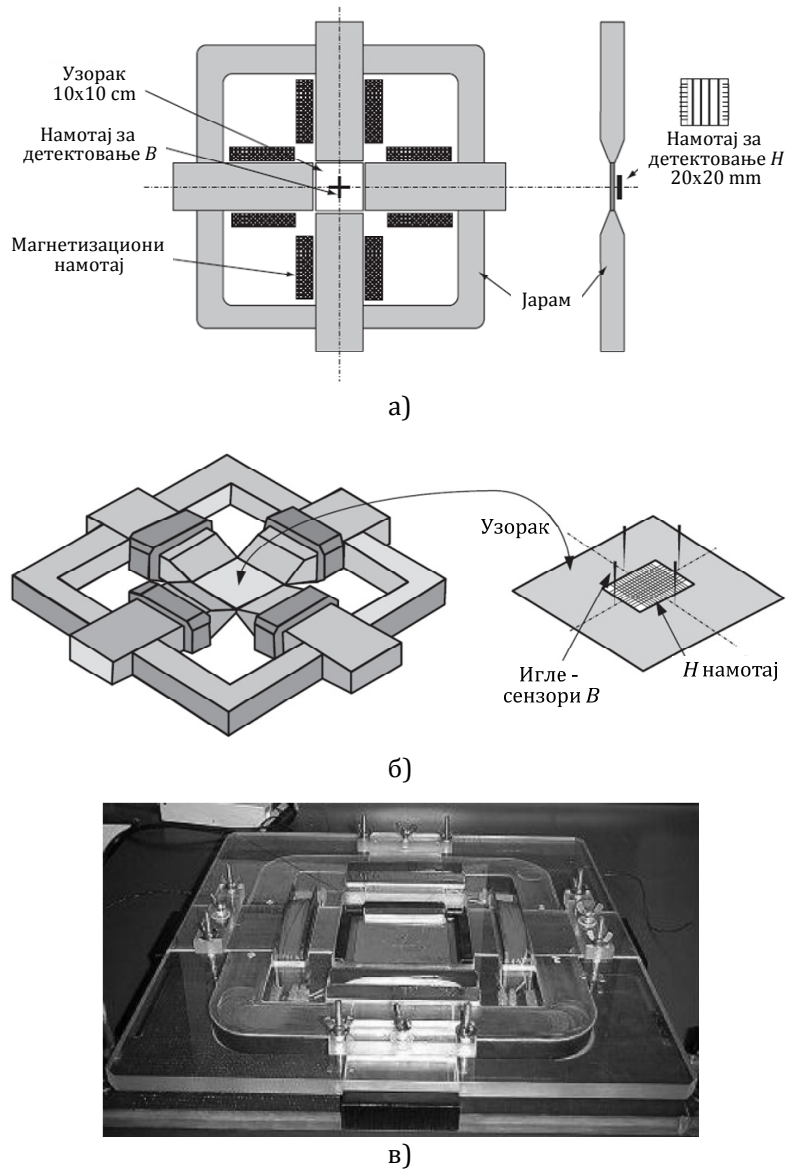 Узорак
10x10 cm
Намотај за
детектовање B
Магнетизациони
намотај
Јарам
Намотај за
детектовање H
20x20 mm
а)
Узорак
Игле -
сензори B
H намотај
б)
в)